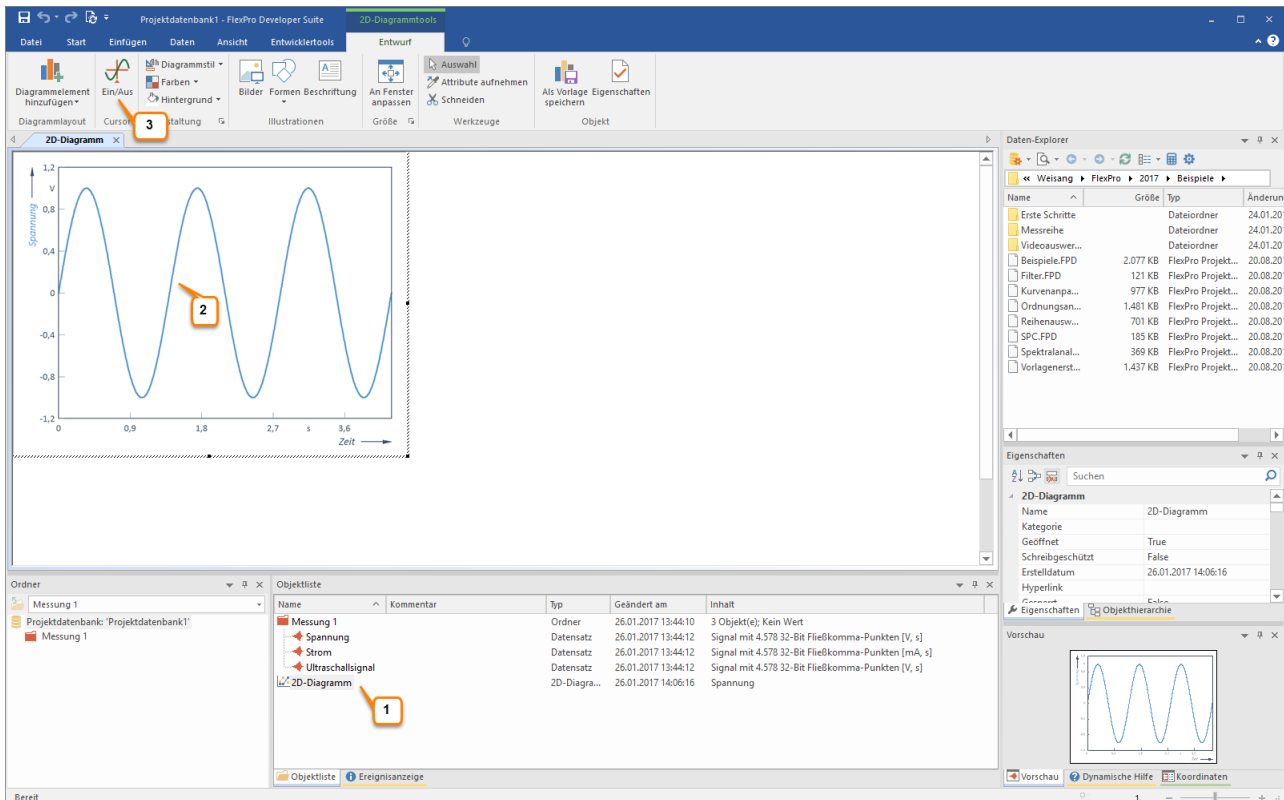 Projektdatenbank1 - FlexPro Developer Suite
2D-Diagrammtools
Datei Start Einfügen Daten Ansicht Entwicklertools Entwurf
Diagrammelement hinzufügen
Ein/Aus
Diagrammstil
Farben
Hintergrund
Bilder Formen Beschriftung
An Fenster anpassen
Auswahl
Attribute aufnehmen
Schneiden
Als Vorlage speichern
Eigenschaften
Diagrammlayout Cursor staltung Illustrationen Größe Werkzeuge Objekt
3
2D-Diagramm
1,2
V
0,8
0,4
0
-0,4
-0,8
-1,2
Spannung
2
0 0,9 1,8 2,7 s 3,6
Zeit
Daten-Explorer
« Weisang FlexPro 2017 Beispiele
Name Größe Typ Änderun
Erste Schritte Dateiordner 24.01.20
Messreihe Dateiordner 24.01.20
Videoauswer... Dateiordner 24.01.20
Beispiele.FPD 2.077 KB FlexPro Projekt... 20.08.20
Filter.FPD 121 KB FlexPro Projekt... 20.08.20
Kurvenanpa... 977 KB FlexPro Projekt... 20.08.20
Ordnungsan... 1.481 KB FlexPro Projekt... 20.08.20
Reihenausw... 701 KB FlexPro Projekt... 20.08.20
SPC.FPD 185 KB FlexPro Projekt... 20.08.20
Spektralanal... 369 KB FlexPro Projekt... 20.08.20
Vorlagenerst... 1.437 KB FlexPro Projekt... 20.08.20
Eigenschaften
Suchen
2D-Diagramm
Name 2D-Diagramm
Kategorie
Geöffnet True
Schreibgeschützt False
Erstelldatum 26.01.2017 14:06:16
Hyperlink
Eigenschaften Objekthierarchie
Ordner
Messung 1
Projektdatenbank: 'Projektdatenbank1'
Messung 1
Objektliste
Name Kommentar Typ Geändert am Inhalt
Messung 1 Ordner 26.01.2017 13:44:10 3 Objekt(e); Kein Wert
Spannung Datensatz 26.01.2017 13:44:12 Signal mit 4.578 32-Bit Fließkomma-Punkten [V, s]
Strom Datensatz 26.01.2017 13:44:12 Signal mit 4.578 32-Bit Fließkomma-Punkten [mA, s]
Ultraschallsignal Datensatz 26.01.2017 13:44:12 Signal mit 4.578 32-Bit Fließkomma-Punkten [V, s]
2D-Diagramm 2D-Diagra... 26.01.2017 14:06:16 Spannung
1
Objektliste Ereignisanzeige
Vorschau
Vorschau Dynamische Hilfe Koordinaten
Bereit
1